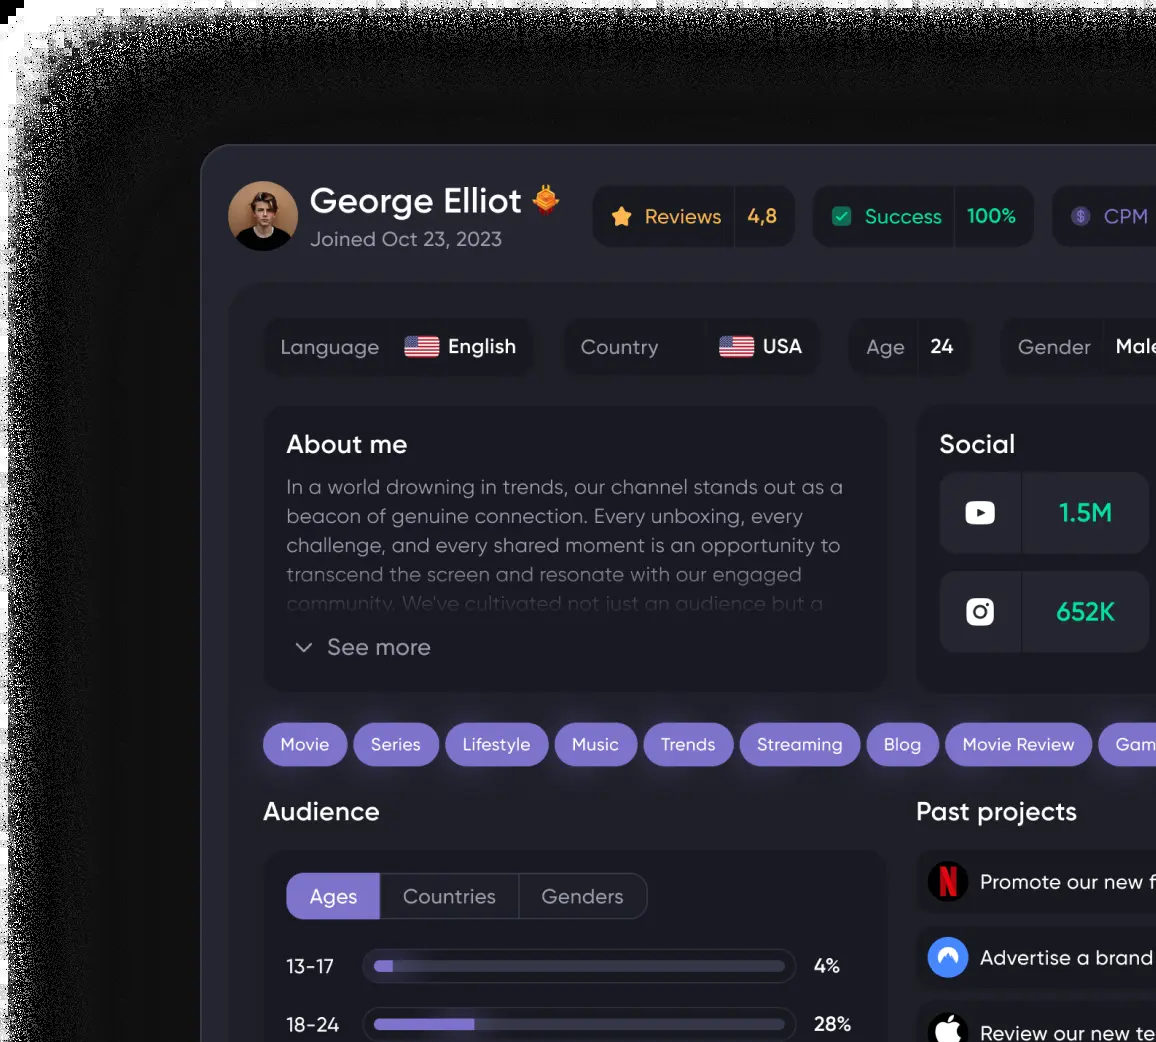 George Elliot
Joined Oct 23, 2023
Reviews 4,8
Success 100%
CPM
Language English
Country USA
Age 24
Gender Male
About me
In a world drowning in trends, our channel stands out as a
beacon of genuine connection. Every unboxing, every
challenge, and every shared moment is an opportunity to
transcend the screen and resonate with our engaged
community. We've cultivated not just an audience but a
See more
Social
1.5M
652K
Movie Series Lifestyle Music Trends Streaming Blog Movie Review Gam
Audience
Ages Countries Genders
13-17 4%
18-24 28%
Past projects
Promote our new f
Advertise a brand
Review our new te